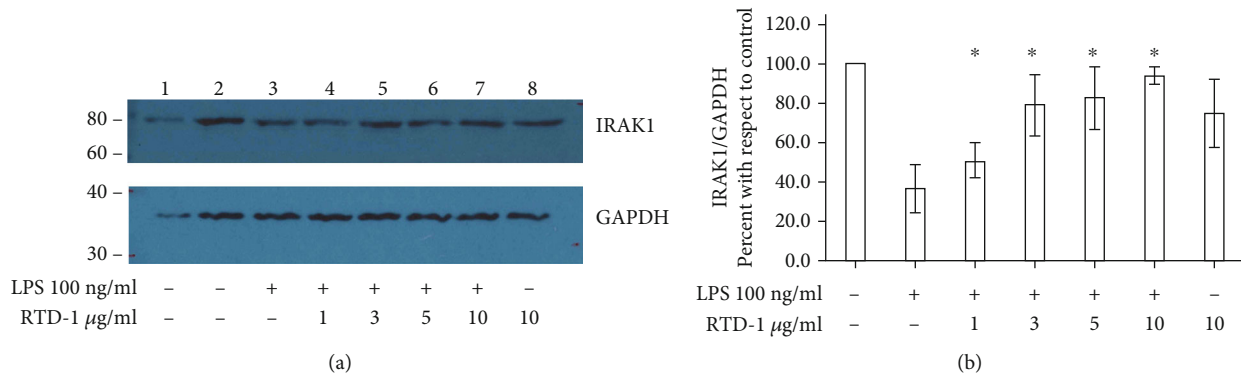 1 2 3 4 5 6 7 8
80 – IRAK1
60 –
40 –
GAPDH
30 –
LPS 100 ng/ml – – + + + + + –
RTD-1 μg/ml – – – 1 3 5 10 10
(a)
IRAK1/GAPDH
Percent with respect to control
120.0
100.0
80.0
60.0
40.0
20.0
0.0
* * * *
LPS 100 ng/ml – + + + + + –
RTD-1 μg/ml – – 1 3 5 10 10
(b)